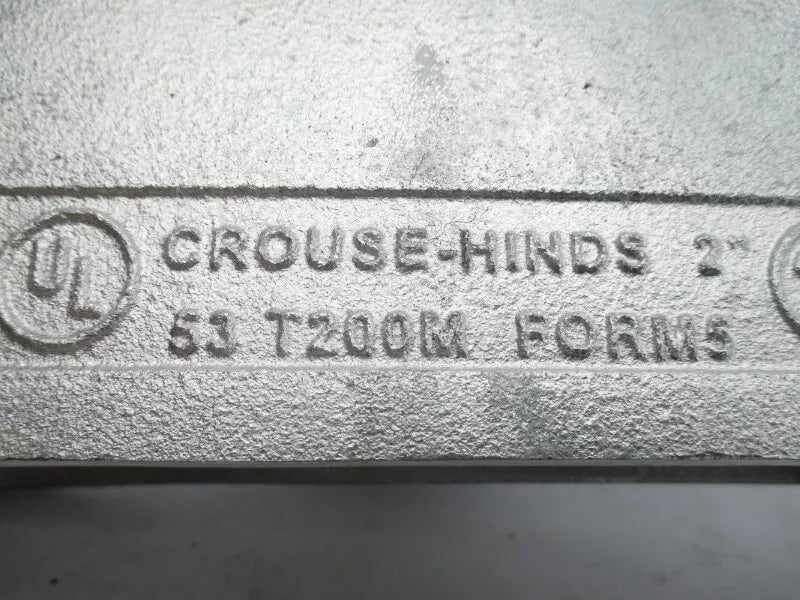 UL CROUSE-HINDS 2"
53 T200M FORM5